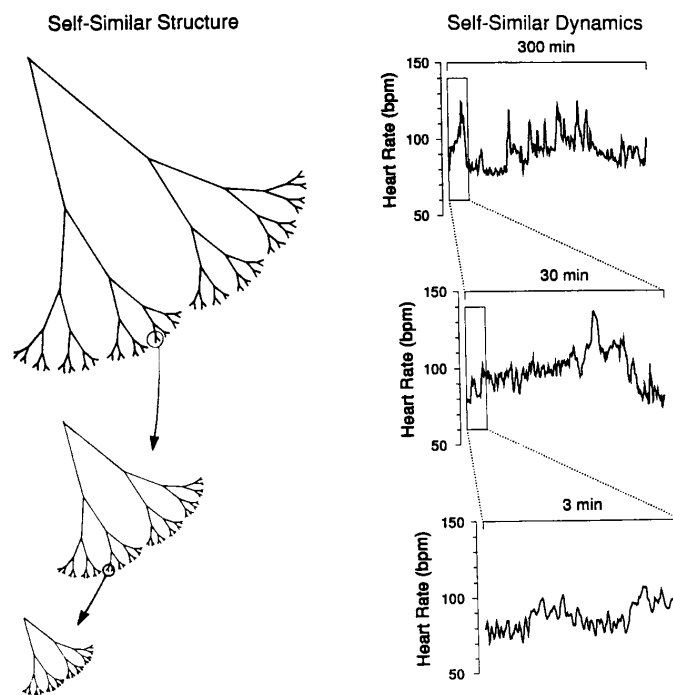 Self-Similar Structure
Self-Similar Dynamics
300 min
150
100
50
Heart Rate (bpm)
30 min
150
100
50
Heart Rate (bpm)
3 min
150
100
50
Heart Rate (bpm)